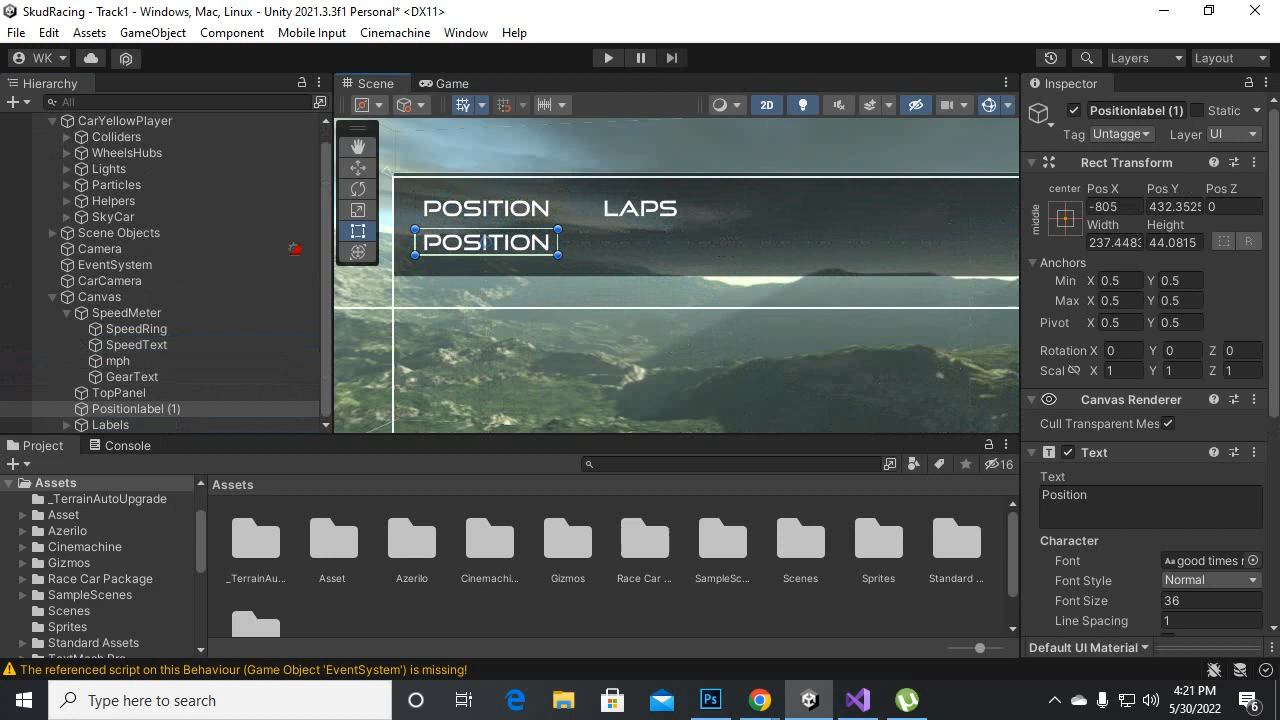 SkudRacing - Track1 - Windows, Mac, Linux - Unity 2021.3.3f1 Personal* <DX11>
File Edit Assets GameObject Component Mobile Input Cinemachine Window Help
WK Layers Layout
Hierarchy
All
CarYellowPlayer
Colliders
WheelsHubs
Lights
Particles
Helpers
SkyCar
Scene Objects
Camera
EventSystem
CarCamera
Canvas
SpeedMeter
SpeedRing
SpeedText
mph
GearText
TopPanel
Positionlabel (1)
Labels
Scene Game
2D
POSITION LAPS
POSITION
Inspector
Positionlabel (1) Static
Tag Untagge Layer UI
Rect Transform
center Pos X Pos Y Pos Z
middle
-805 432.3525 0
Width Height
237.4483 44.0815 R
Anchors
Min X 0.5 Y 0.5
Max X 0.5 Y 0.5
Pivot X 0.5 Y 0.5
Rotation X 0 Y 0 Z 0
Scal X 1 Y 1 Z 1
Canvas Renderer
Cull Transparent Mes
Text
Text
Position
Character
Font Aa good times r
Font Style Normal
Font Size 36
Line Spacing 1
Default UI Material
Project Console
16
Assets
_TerrainAutoUpgrade
Asset
Azerilo
Cinemachine
Gizmos
Race Car Package
SampleScenes
Scenes
Sprites
Standard Assets
Assets
_TerrainAu... Asset Azerilo Cinemachi... Gizmos Race Car ... SampleSc... Scenes Sprites Standard ...
The referenced script on this Behaviour (Game Object 'EventSystem') is missing!
Type here to search
Ps
4:21 PM
5/30/2022
6